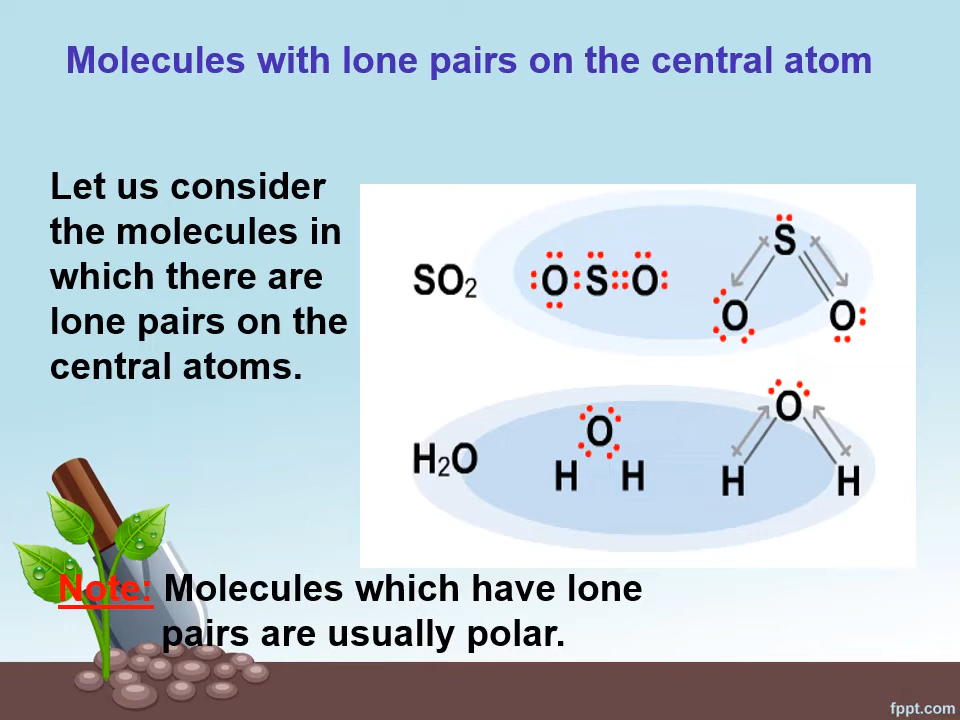 Molecules with lone pairs on the central atom
Let us consider
the molecules in
which there are
lone pairs on the
central atoms.
SO₂ O S O
S
O O
H₂O O
H H
O
H H
Note: Molecules which have lone
pairs are usually polar.
fppt.com